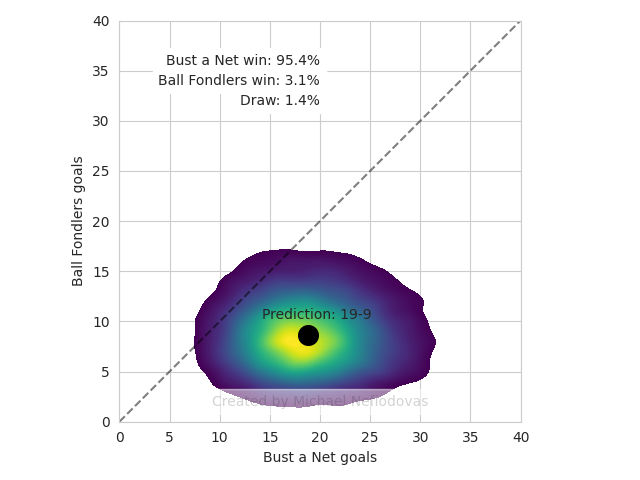 40
35
30
25
20
15
10
5
0
Ball Fondlers goals
Bust a Net win: 95.4%
Ball Fondlers win: 3.1%
Draw: 1.4%
Prediction: 19-9
Created by Michael Nefiodovas
0 5 10 15 20 25 30 35 40
Bust a Net goals